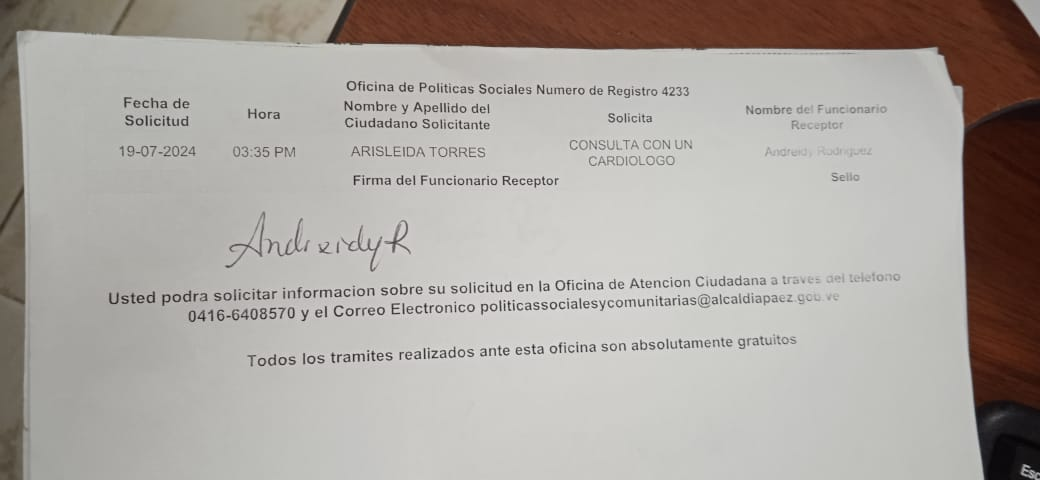 Oficina de Politicas Sociales Numero de Registro 4233
Fecha de Solicitud
Hora
Nombre y Apellido del Ciudadano Solicitante
Solicita
Nombre del Funcionario Receptor
19-07-2024
03:35 PM
ARISLEIDA TORRES
CONSULTA CON UN CARDIOLOGO
Andreidy Rodriguez
Firma del Funcionario Receptor
Sello
Andreidy R
Usted podra solicitar informacion sobre su solicitud en la Oficina de Atencion Ciudadana a traves del telefono
0416-6408570 y el Correo Electronico politicassocialesycomunitarias@alcaldiapaez.gob.ve
Todos los tramites realizados ante esta oficina son absolutamente gratuitos
Esc